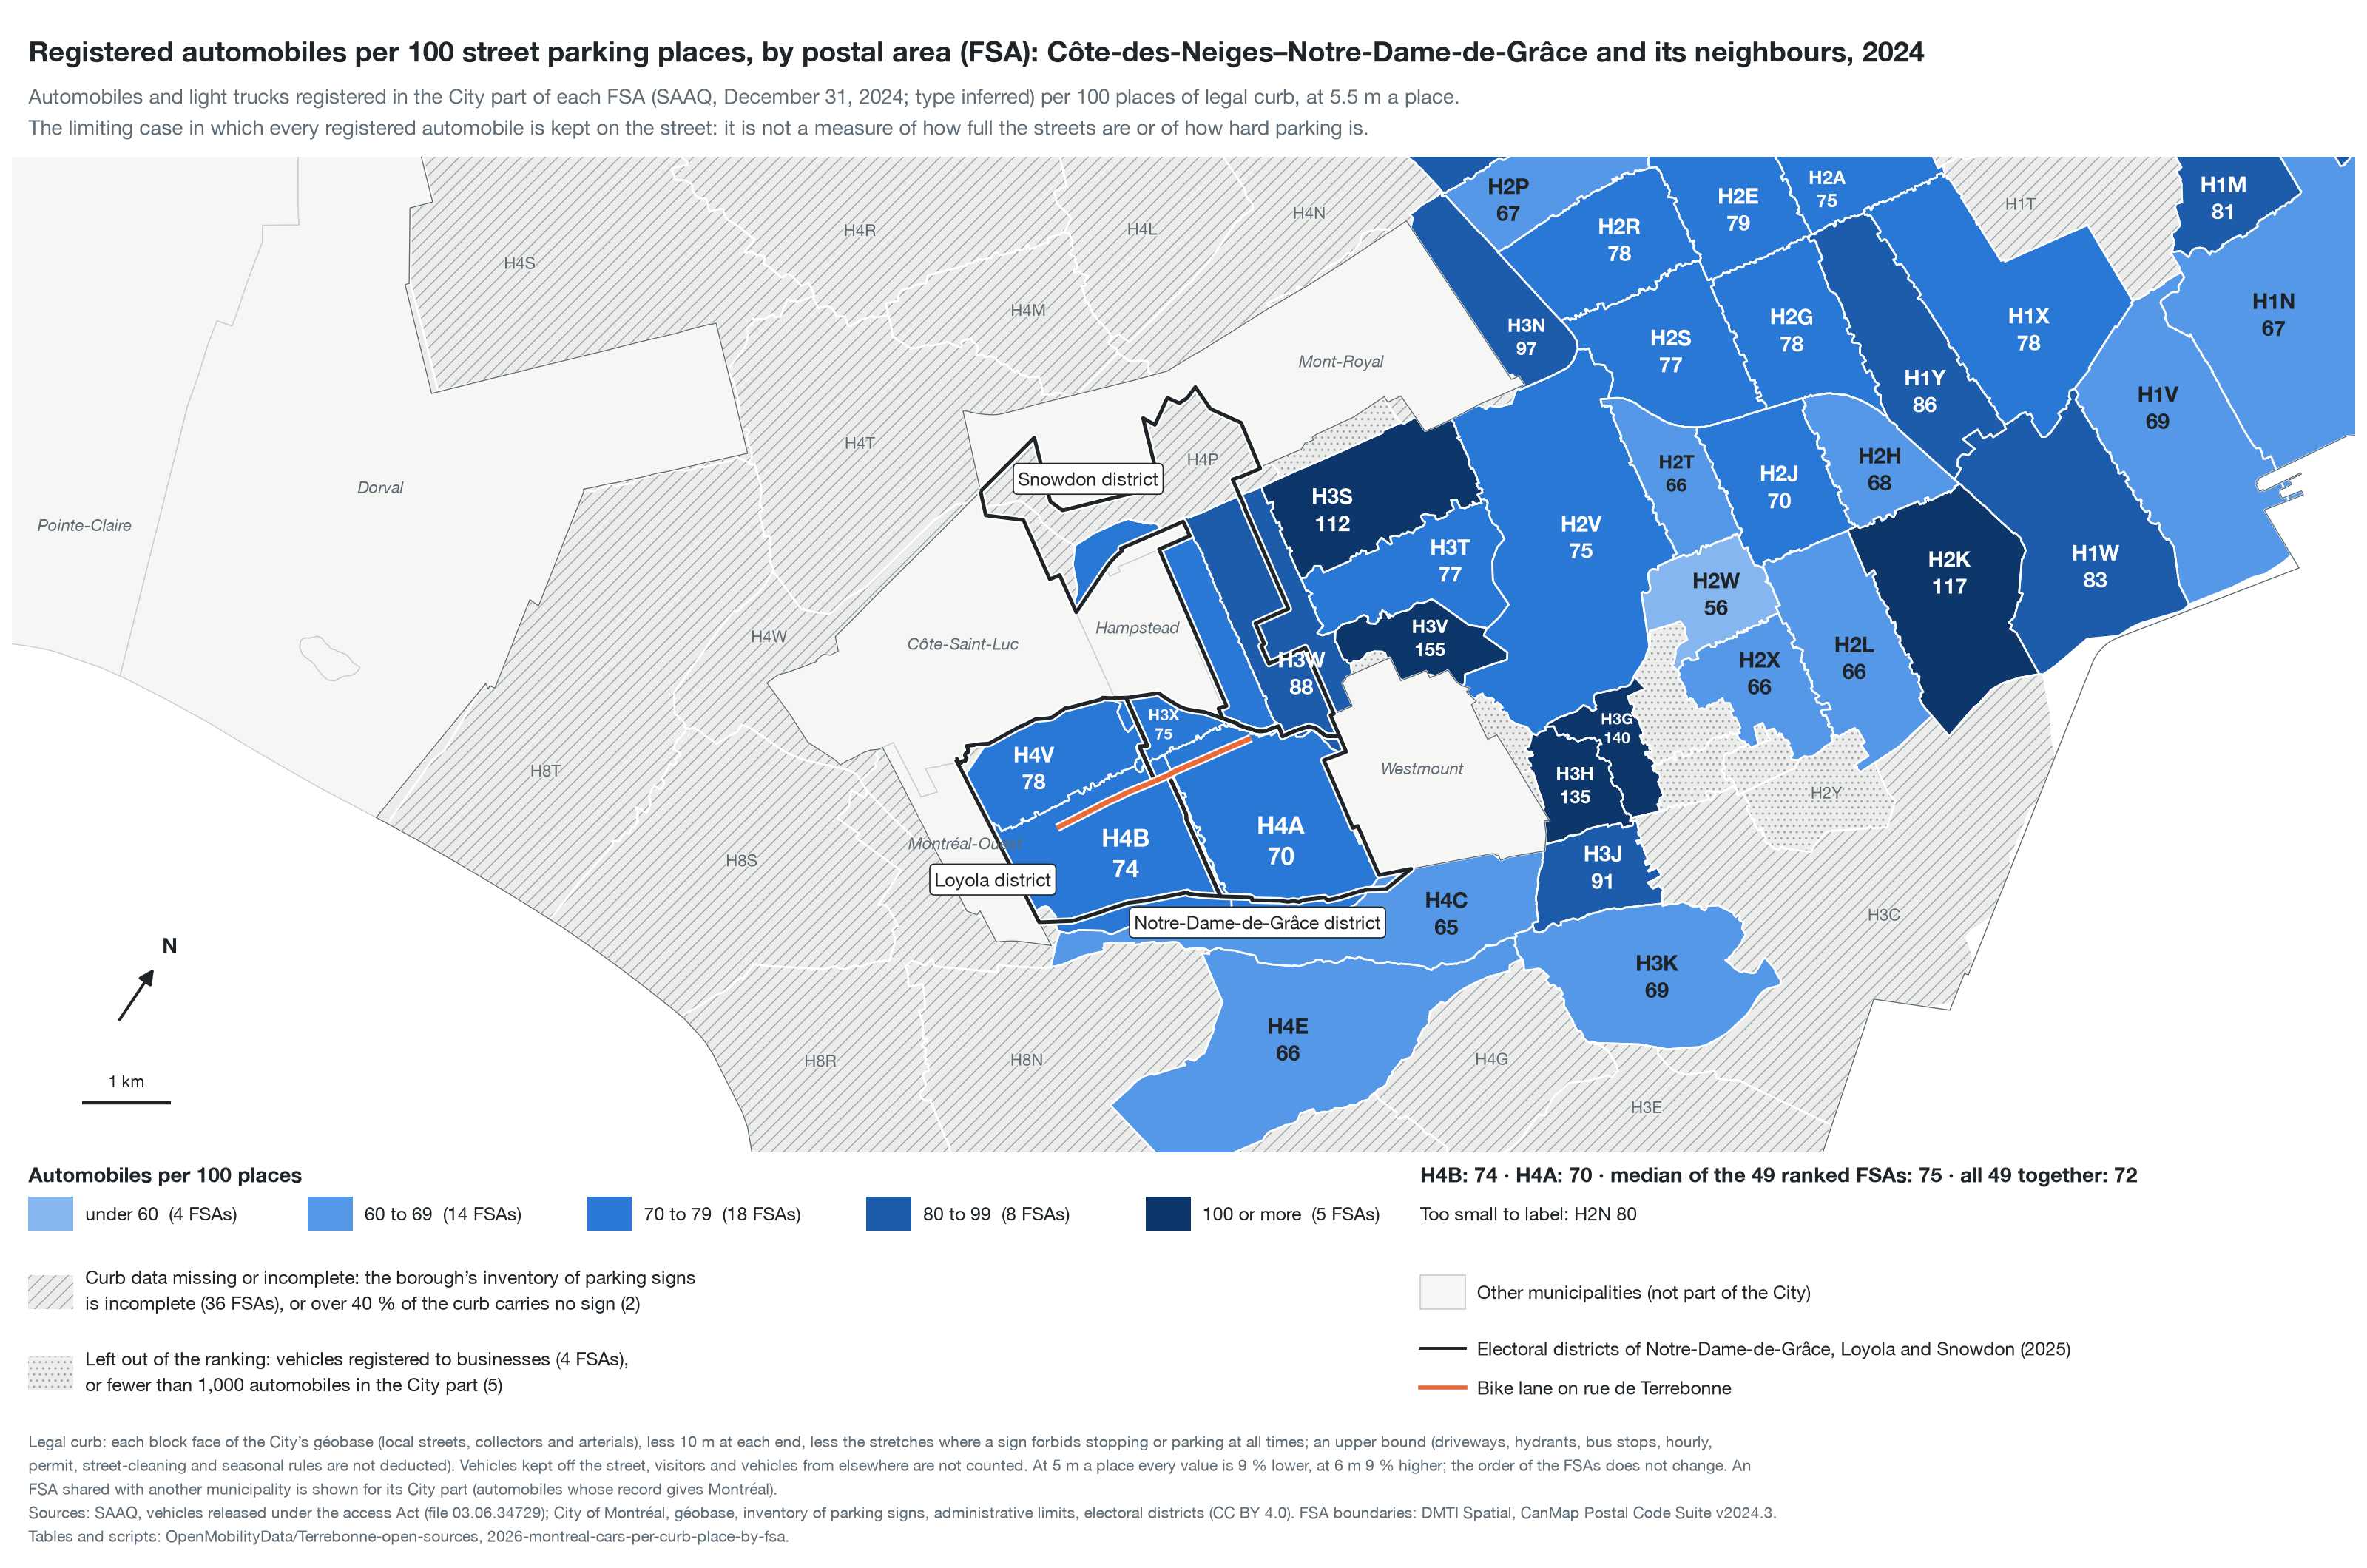 Registered automobiles per 100 street parking places, by postal area (FSA): Côte-des-Neiges–Notre-Dame-de-Grâce and its neighbours, 2024
Automobiles and light trucks registered in the City part of each FSA (SAAQ, December 31, 2024; type inferred) per 100 places of legal curb, at 5.5 m a place.
The limiting case in which every registered automobile is kept on the street: it is not a measure of how full the streets are or of how hard parking is.
H2P
67
H2R
78
H2E
79
H2A
75
H1T
H1M
81
H4S
H4R
H4L
H4N
H4M
H3N
97
H2S
77
H2G
78
H1X
78
H1N
67
Mont-Royal
H1Y
86
H1V
69
H4T
H4P
Snowdon district
Dorval
Pointe-Claire
H3S
112
H2T
66
H2J
70
H2H
68
H2V
75
H3T
77
H2K
117
H1W
83
H2W
56
H4W
Côte-Saint-Luc
Hampstead
H3V
155
H3W
88
H2X
66
H2L
66
H3X
75
H3G
140
H4V
78
H8T
Westmount
H3H
135
H2Y
H4B
74
H4A
70
Montréal-Ouest
H8S
Loyola district
H3J
91
H4C
65
Notre-Dame-de-Grâce district
H3C
N
H3K
69
H4E
66
H8R
H8N
H4G
H3E
1 km
Automobiles per 100 places
under 60 (4 FSAs)
60 to 69 (14 FSAs)
70 to 79 (18 FSAs)
80 to 99 (8 FSAs)
100 or more (5 FSAs)
H4B: 74 · H4A: 70 · median of the 49 ranked FSAs: 75 · all 49 together: 72
Too small to label: H2N 80
Curb data missing or incomplete: the borough’s inventory of parking signs
is incomplete (36 FSAs), or over 40 % of the curb carries no sign (2)
Left out of the ranking: vehicles registered to businesses (4 FSAs),
or fewer than 1,000 automobiles in the City part (5)
Other municipalities (not part of the City)
Electoral districts of Notre-Dame-de-Grâce, Loyola and Snowdon (2025)
Bike lane on rue de Terrebonne
Legal curb: each block face of the City’s géobase (local streets, collectors and arterials), less 10 m at each end, less the stretches where a sign forbids stopping or parking at all times; an upper bound (driveways, hydrants, bus stops, hourly,
permit, street-cleaning and seasonal rules are not deducted). Vehicles kept off the street, visitors and vehicles from elsewhere are not counted. At 5 m a place every value is 9 % lower, at 6 m 9 % higher; the order of the FSAs does not change. An
FSA shared with another municipality is shown for its City part (automobiles whose record gives Montréal).
Sources: SAAQ, vehicles released under the access Act (file 03.06.34729); City of Montréal, géobase, inventory of parking signs, administrative limits, electoral districts (CC BY 4.0). FSA boundaries: DMTI Spatial, CanMap Postal Code Suite v2024.3.
Tables and scripts: OpenMobilityData/Terrebonne-open-sources, 2026-montreal-cars-per-curb-place-by-fsa.